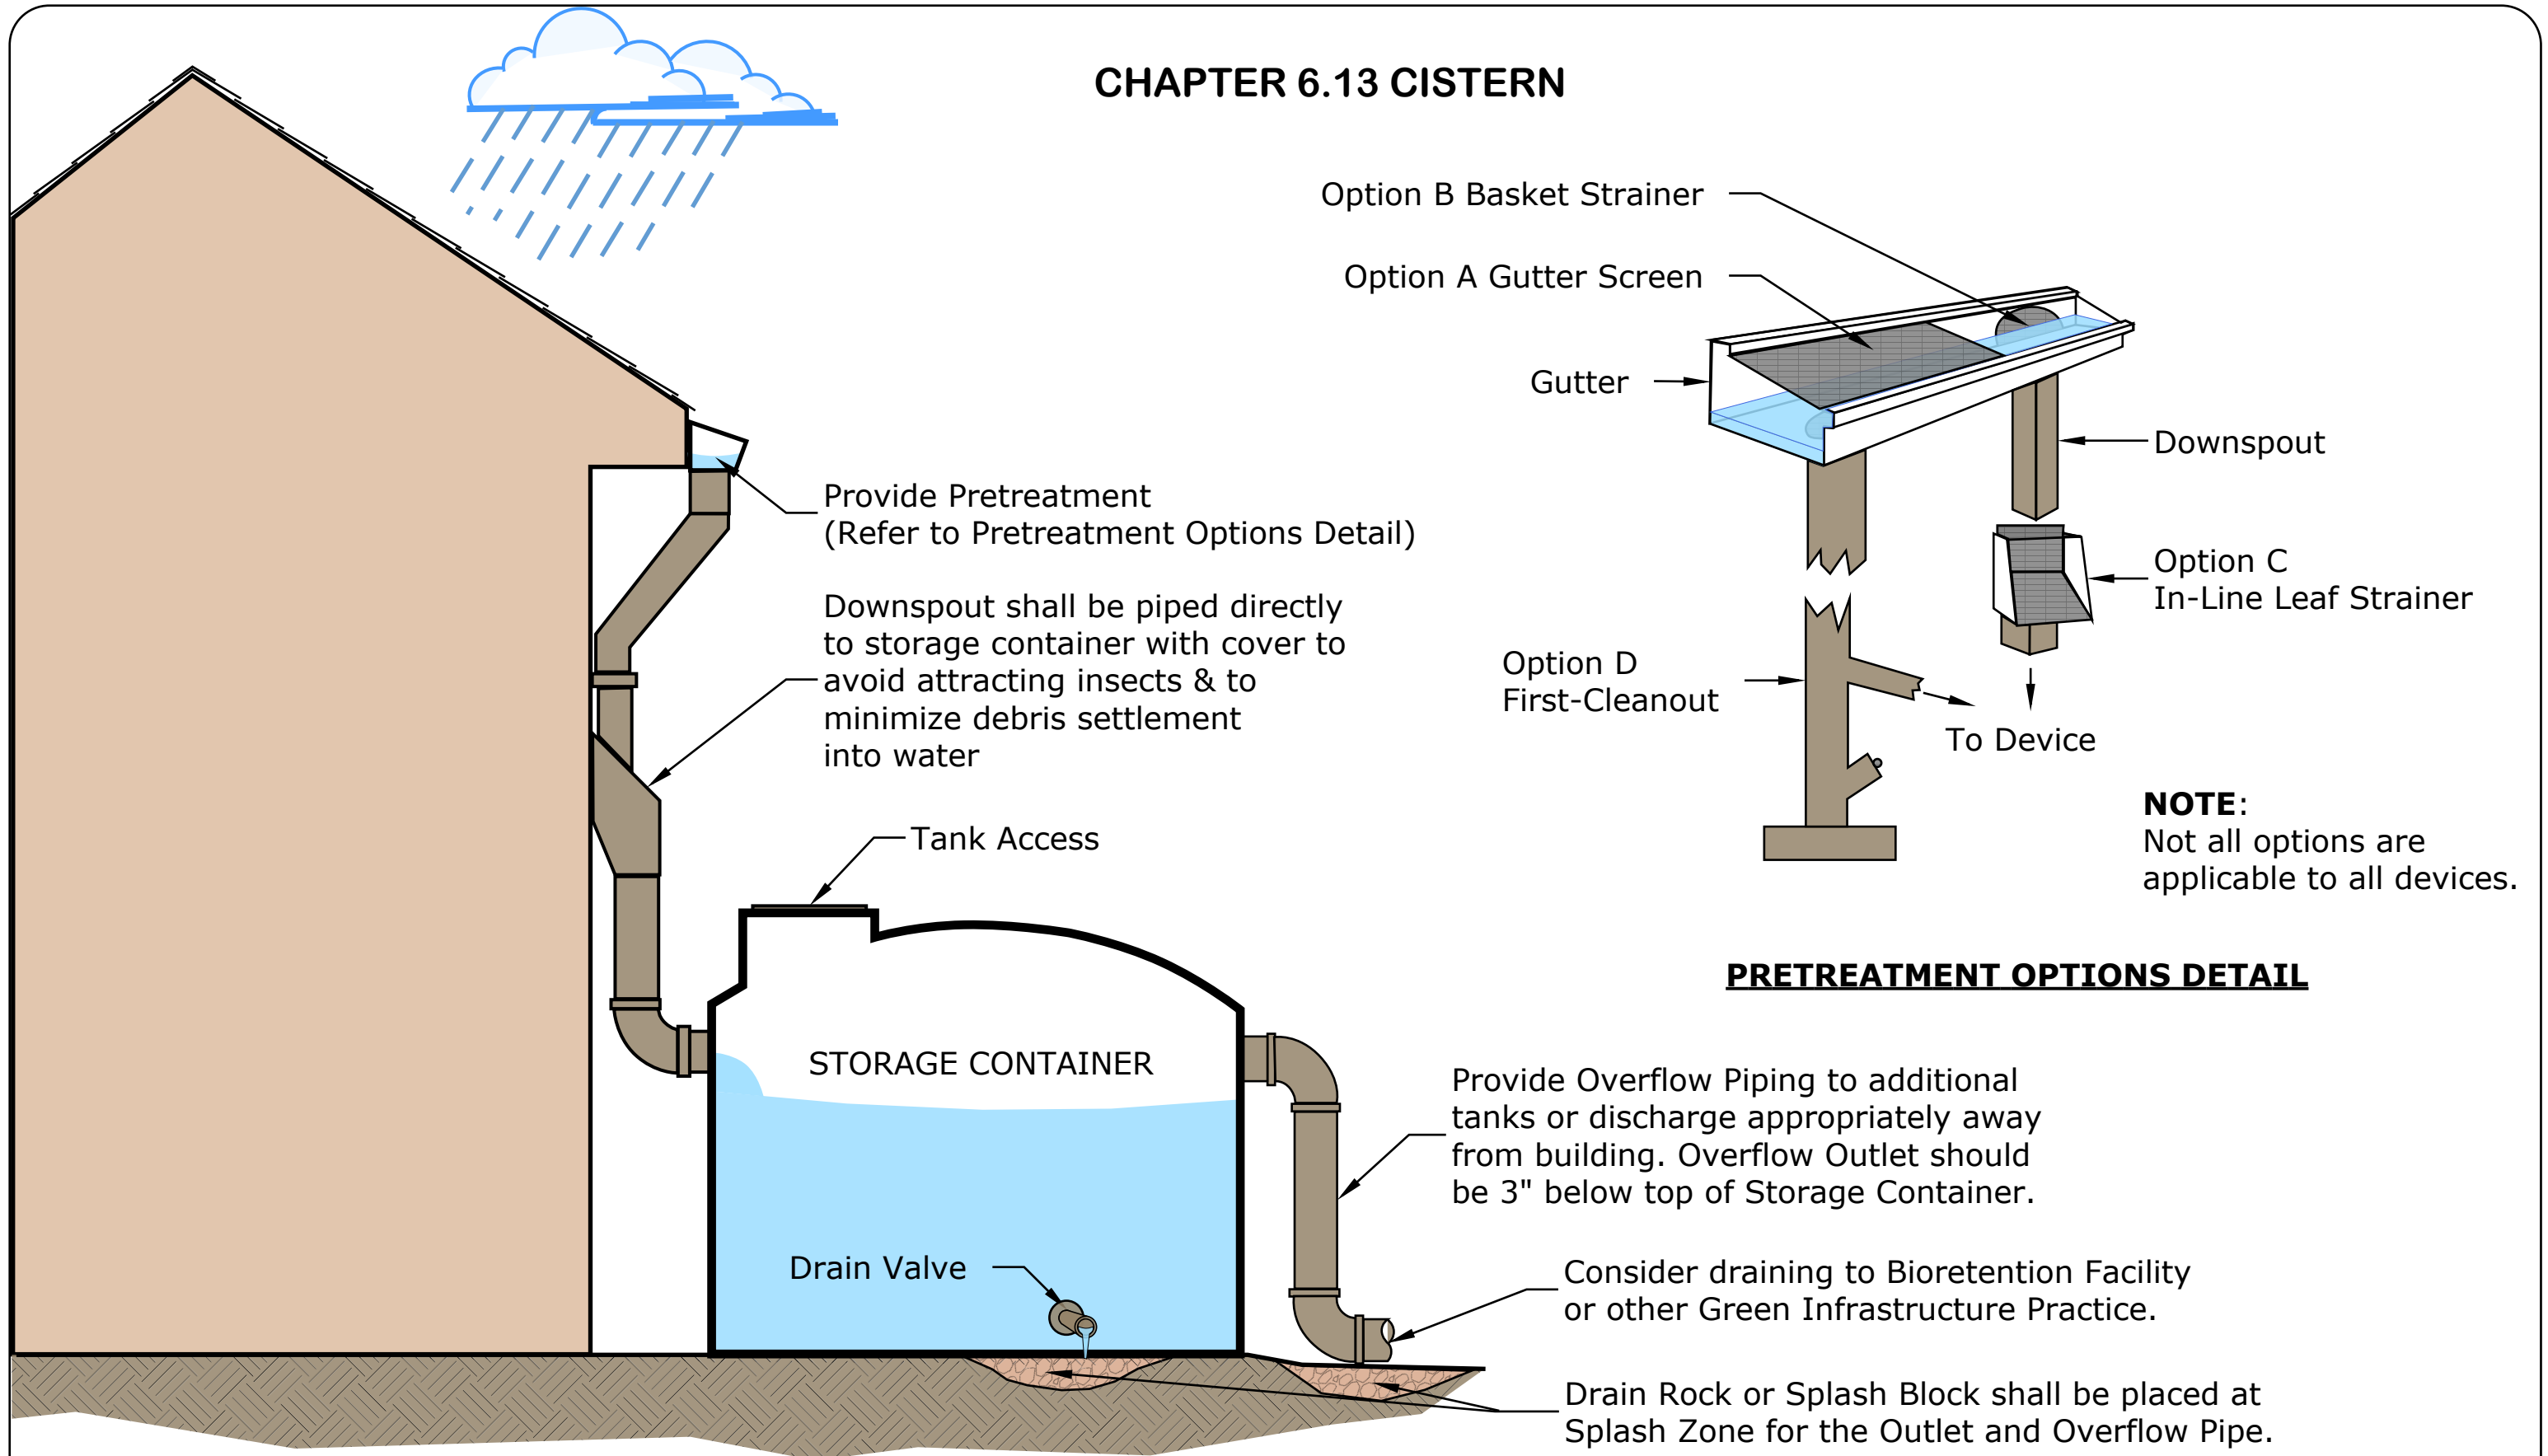 CHAPTER 6.13 CISTERN
Option B Basket Strainer
Option A Gutter Screen
Gutter
Downspout
Option C
In-Line Leaf Strainer
Option D
First-Cleanout
To Device
NOTE:
Not all options are
applicable to all devices.
PRETREATMENT OPTIONS DETAIL
Provide Pretreatment
(Refer to Pretreatment Options Detail)
Downspout shall be piped directly
to storage container with cover to
avoid attracting insects & to
minimize debris settlement
into water
Tank Access
STORAGE CONTAINER
Drain Valve
Provide Overflow Piping to additional
tanks or discharge appropriately away
from building. Overflow Outlet should
be 3" below top of Storage Container.
Consider draining to Bioretention Facility
or other Green Infrastructure Practice.
Drain Rock or Splash Block shall be placed at
Splash Zone for the Outlet and Overflow Pipe.